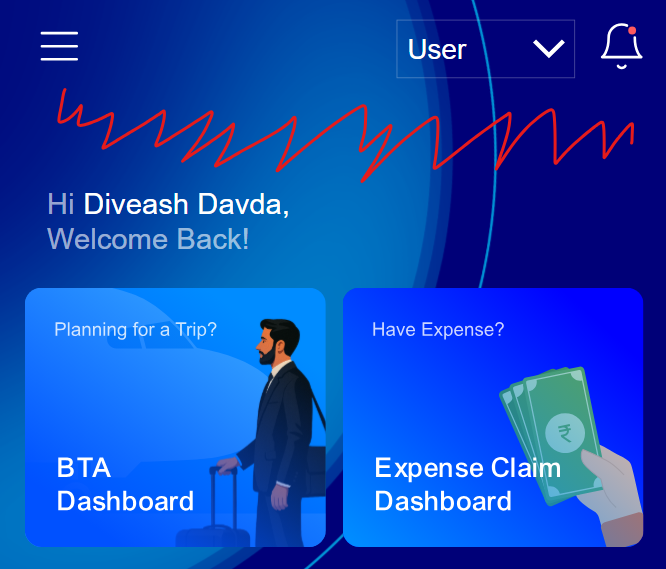 User
Hi Diveash Davda,
Welcome Back!
Planning for a Trip?
Have Expense?
₹
BTA
Dashboard
Expense Claim
Dashboard